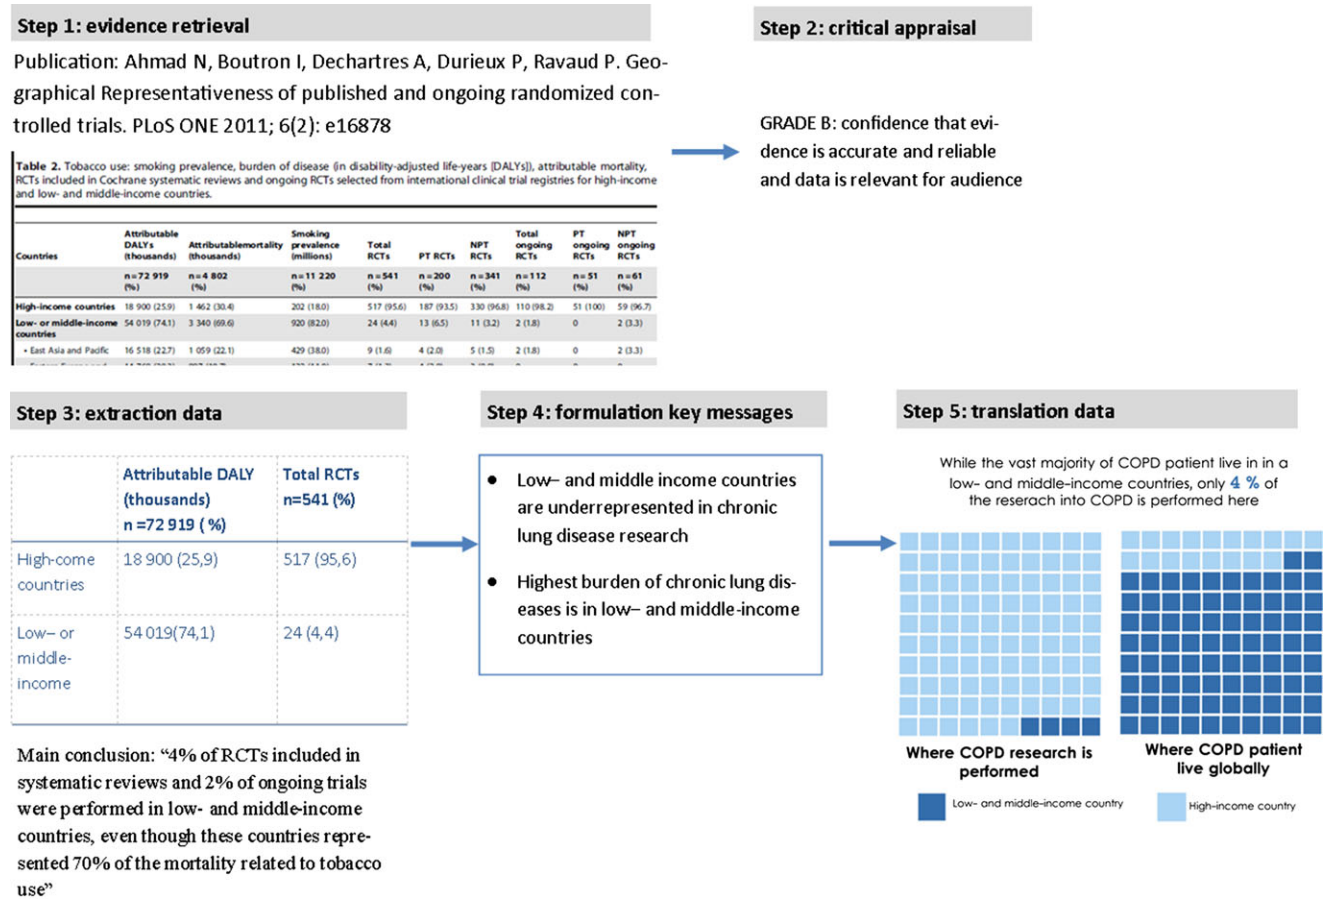 Step 1: evidence retrieval
Publication: Ahmad N, Boutron I, Dechartres A, Durieux P, Ravaud P. Geo-
graphical Representativeness of published and ongoing randomized con-
trolled trials. PLoS ONE 2011; 6(2): e16878
Table 2. Tobacco use: smoking prevalence, burden of disease (in disability-adjusted life-years [DALYs]), attributable mortality,
RCTs included in Cochrane systematic reviews and ongoing RCTs selected from international clinical trial registries for high-income
and low- and middle-income countries.
Countries
Attributable
DALYs
(thousands)
Attributablemortality
(thousands)
Smoking
prevalence
(millions)
Total
RCTs
PT RCTs
NPT
RCTs
Total
ongoing
RCTs
PT
ongoing
RCTs
NPT
ongoing
RCTs
n=72 919
(%)
n=4 802
(%)
n=11 220
(%)
n=541
(%)
n=200
(%)
n=341
(%)
n=112
(%)
n=51
(%)
n=61
(%)
High-income countries 18 900 (25.9) 1 462 (30.4) 202 (18.0) 517 (95.6) 187 (93.5) 330 (96.8) 110 (98.2) 51 (100) 59 (96.7)
Low- or middle-income 54 019 (74.1) 3 340 (69.6) 920 (82.0) 24 (4.4) 13 (6.5) 11 (3.2) 2 (1.8) 0 2 (3.3)
countries
• East Asia and Pacific 16 518 (22.7) 1 059 (22.1) 429 (38.0) 9 (1.6) 4 (2.0) 5 (1.5) 2 (1.8) 0 2 (3.3)
Step 2: critical appraisal
GRADE B: confidence that evi-
dence is accurate and reliable
and data is relevant for audience
Step 3: extraction data
Attributable DALY
(thousands)
n =72 919 ( %)
Total RCTs
n=541 (%)
High-come
countries
18 900 (25,9)
517 (95,6)
Low– or
middle-
income
54 019(74,1)
24 (4,4)
Main conclusion: “4% of RCTs included in
systematic reviews and 2% of ongoing trials
were performed in low- and middle-income
countries, even though these countries repre-
sented 70% of the mortality related to tobacco
use”
Step 4: formulation key messages
• Low– and middle income countries
are underrepresented in chronic
lung disease research
• Highest burden of chronic lung dis-
eases is in low– and middle-income
countries
Step 5: translation data
While the vast majority of COPD patient live in in a
low- and middle-income countries, only 4 % of
the reserach into COPD is performed here
Where COPD research is
performed
Where COPD patient
live globally
Low- and middle-income country
High-income country